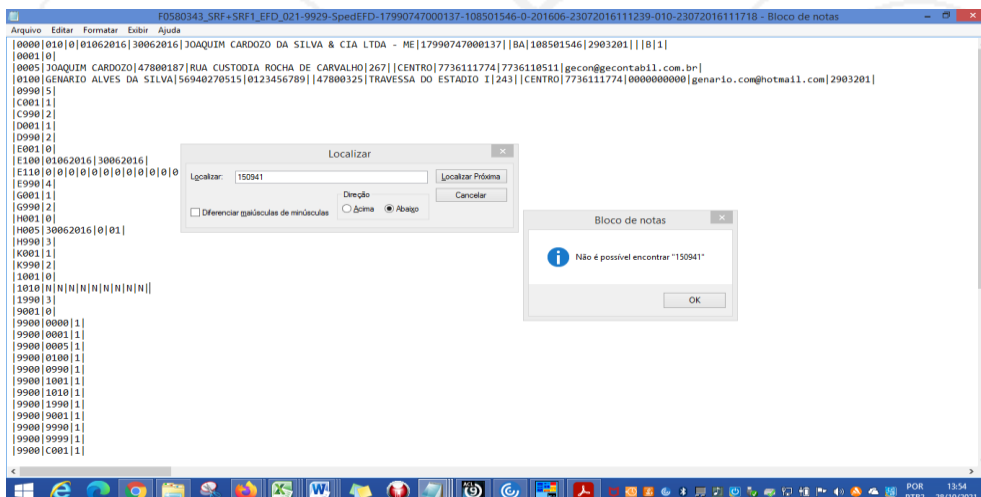 F0580343_SRF+SRF1_EFD_021-9929-SpedEFD-17990747000137-108501546-0-201606-23072016111239-010-23072016111718 - Bloco de notas
Arquivo Editar Formatar Exibir Ajuda
|0000|010|0|01062016|30062016|JOAQUIM CARDOZO DA SILVA & CIA LTDA - ME|17990747000137||BA|108501546|2903201|||B|1|
|0001|0|
|0005|JOAQUIM CARDOZO|47800187|RUA CUSTODIA ROCHA DE CARVALHO|267||CENTRO|7736111774|7736110511|gecon@gecontabil.com.br|
|0100|GENARIO ALVES DA SILVA|56940270515|0123456789||47800325|TRAVESSA DO ESTADIO I|243||CENTRO|7736111774|0000000000|genario.com@hotmail.com|2903201|
|0990|5|
|C001|1|
|C990|2|
|D001|1|
|D990|2|
|E001|0|
|E100|01062016|30062016|
|E110|0|0|0|0|0|0|0|0|0|0|0|0
|E990|4|
|G001|1|
|G990|2|
|H001|0|
|H005|30062016|0|01|
|H990|3|
|K001|1|
|K990|2|
|1001|0|
|1010|N|N|N|N|N|N|N|N|N|
|1990|3|
|9001|0|
|9900|0000|1|
|9900|0001|1|
|9900|0005|1|
|9900|0100|1|
|9900|0990|1|
|9900|1001|1|
|9900|1010|1|
|9900|1990|1|
|9900|9001|1|
|9900|9990|1|
|9900|9999|1|
|9900|C001|1|
Localizar
Localizar: 150941
Localizar Próxima
Direção
Cancelar
Acima Abaixo
Diferenciar maiúsculas de minúsculas
Bloco de notas
Não é possível encontrar "150941"
OK
POR 13:54
PTB2 28/10/2021